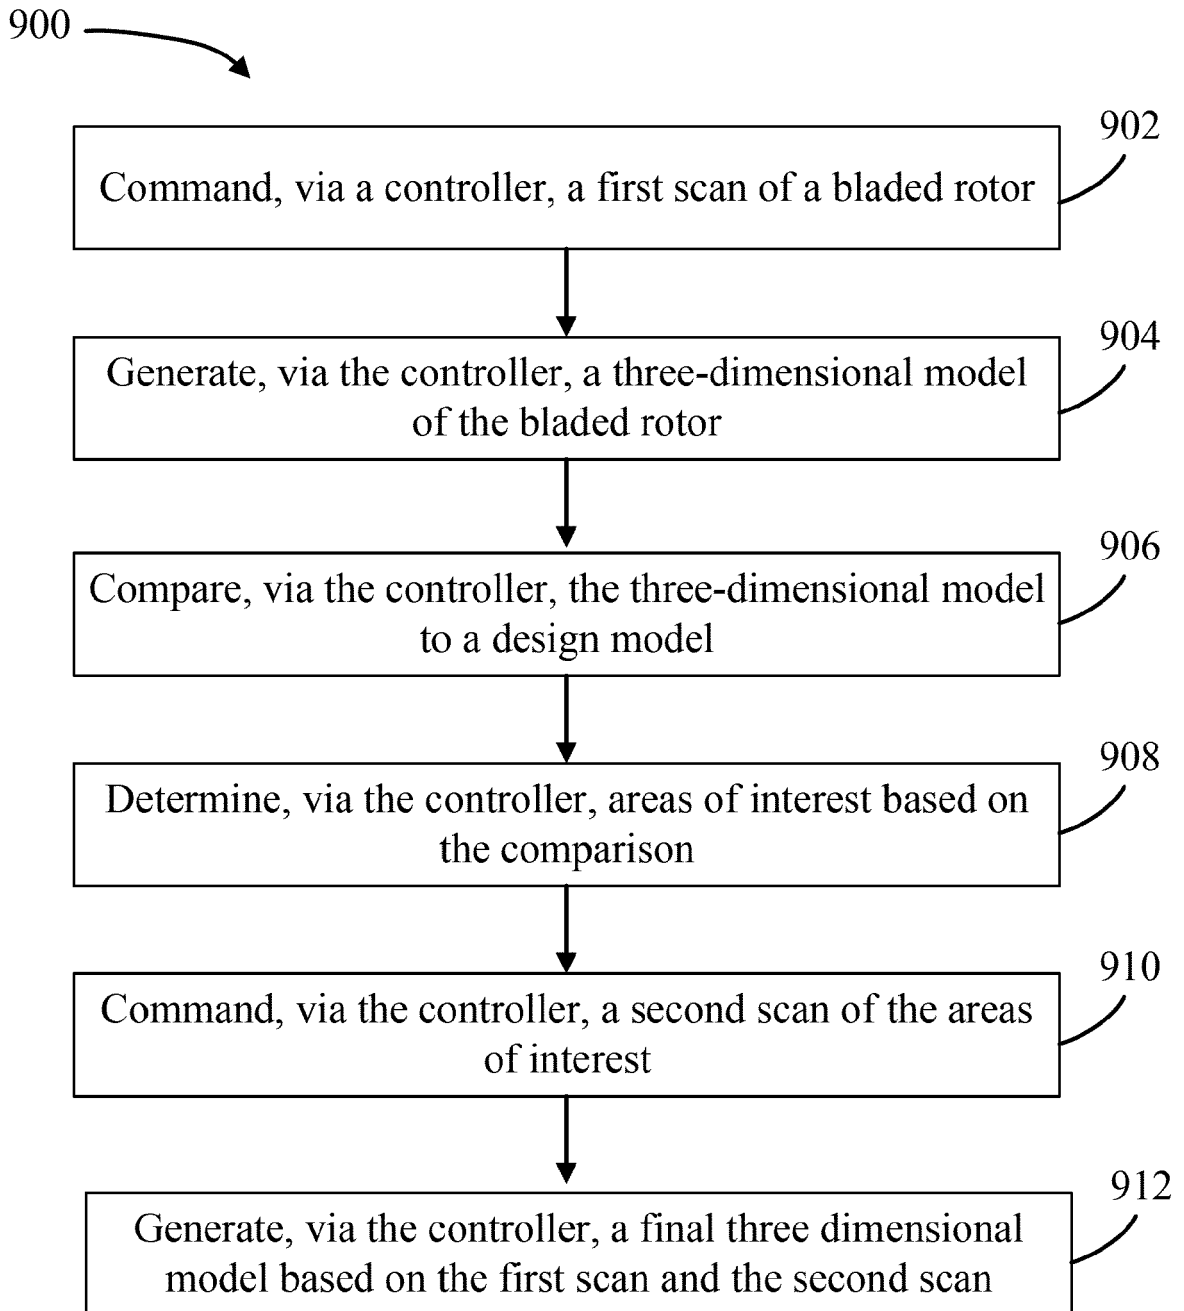 900
902
Command, via a controller, a first scan of a bladed rotor
904
Generate, via the controller, a three-dimensional model
of the bladed rotor
906
Compare, via the controller, the three-dimensional model
to a design model
908
Determine, via the controller, areas of interest based on
the comparison
910
Command, via the controller, a second scan of the areas
of interest
912
Generate, via the controller, a final three dimensional
model based on the first scan and the second scan